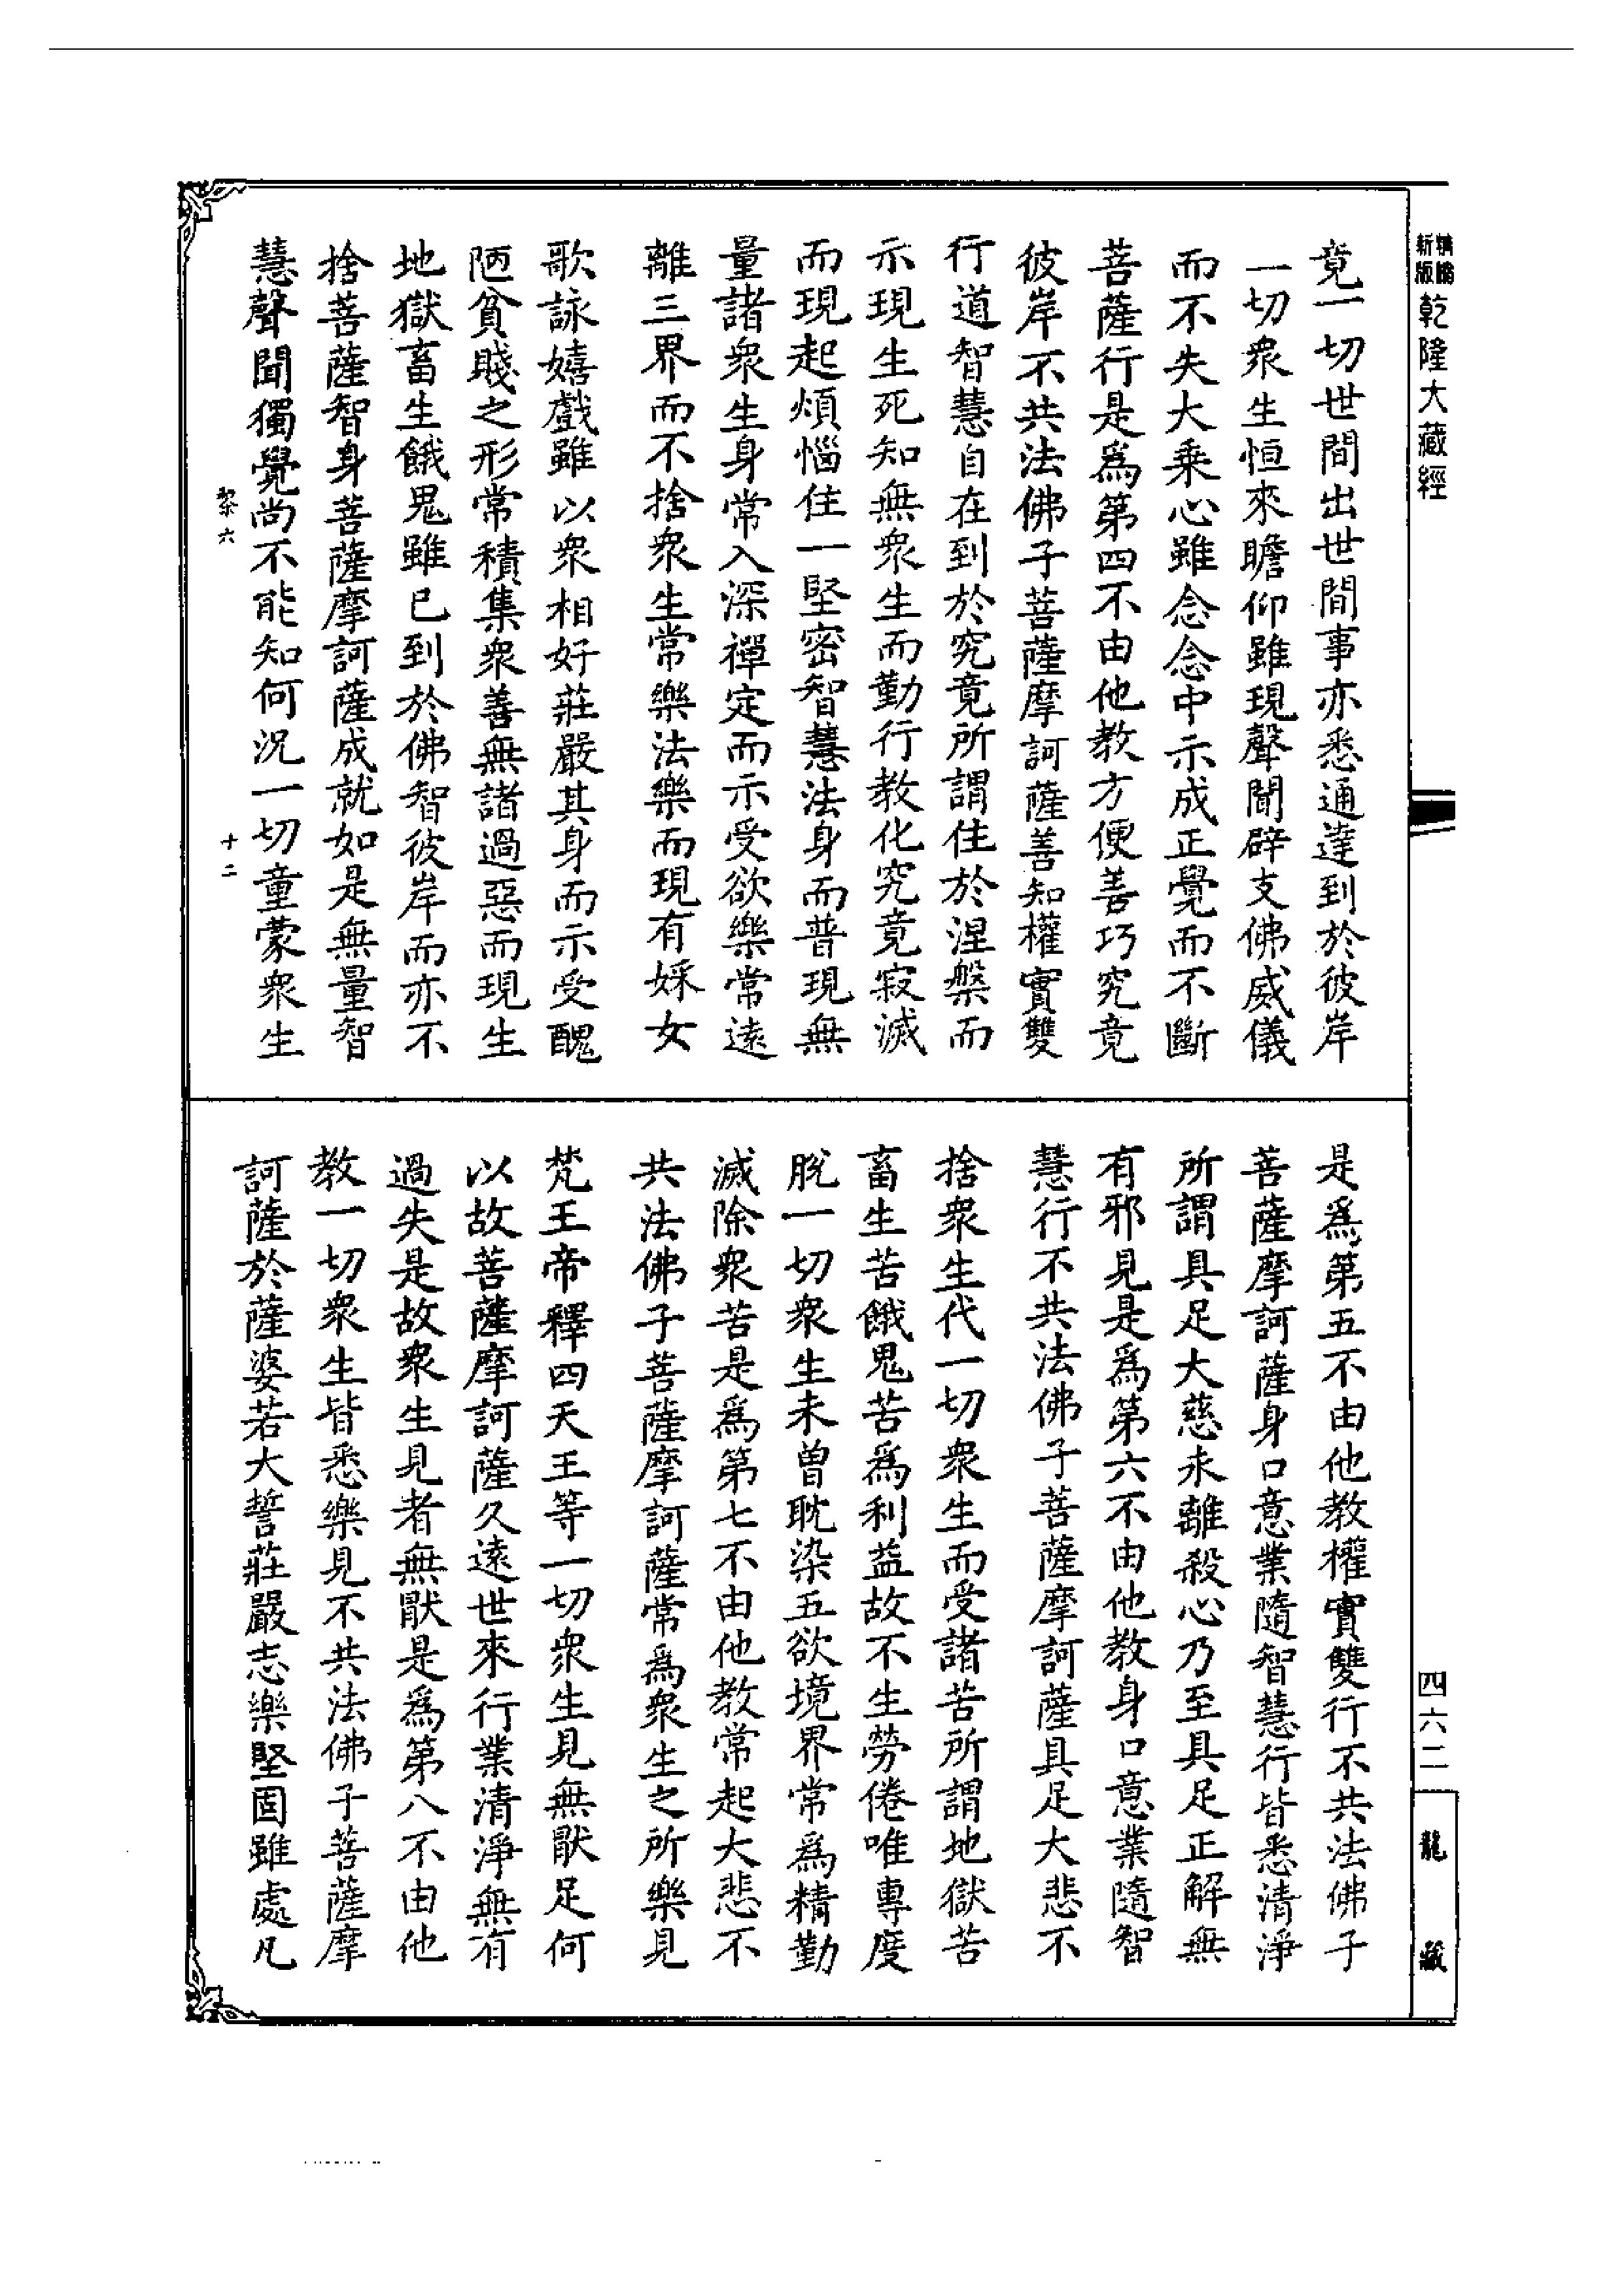 新版
精縮
乾隆大藏經
竟一切世間出世間事亦悉通達到於彼岸
一切衆生恒來瞻仰雖現聲聞辟支佛威儀
而不失大乘心雖念念中示成正覺而不斷
菩薩行是爲第四不由他教方便善巧究竟
彼岸不共法佛子菩薩摩訶薩善知權實雙
行道智慧自在到於究竟所謂住於涅槃而
示現生死知無衆生而勤行教化究竟寂滅
而現起煩惱住一堅密智慧法身而普現無
量諸衆生身常入深禪定而示受欲樂常遠
離三界而不捨衆生常樂法樂而現有婇女
歌詠嬉戲雖以衆相好莊嚴其身而示受醜
陋貧賤之形常積集衆善無諸過惡而現生
地獄畜生餓鬼雖已到於佛智彼岸而亦不
捨菩薩智身菩薩摩訶薩成就如是無量智
慧聲聞獨覺尚不能知何況一切童蒙衆生
黎六
十二
是爲第五不由他教權實雙行不共法佛子
菩薩摩訶薩身口意業隨智慧行皆悉清淨
所謂具足大慈永離殺心乃至具足正解無
有邪見是爲第六不由他教身口意業隨智
慧行不共法佛子菩薩摩訶薩具足大悲不
捨衆生代一切衆生而受諸苦所謂地獄苦
畜生苦餓鬼苦爲利益故不生勞倦唯專度
脫一切衆生未曾耽染五欲境界常爲精勤
滅除衆苦是爲第七不由他教常起大悲不
共法佛子菩薩摩訶薩常爲衆生之所樂見
梵王帝釋四天王等一切衆生見無厭足何
以故菩薩摩訶薩久遠世來行業清淨無有
過失是故衆生見者無厭是爲第八不由他
教一切衆生皆悉樂見不共法佛子菩薩摩
訶薩於薩婆若大誓莊嚴志樂堅固雖處凡
四六二
龍藏